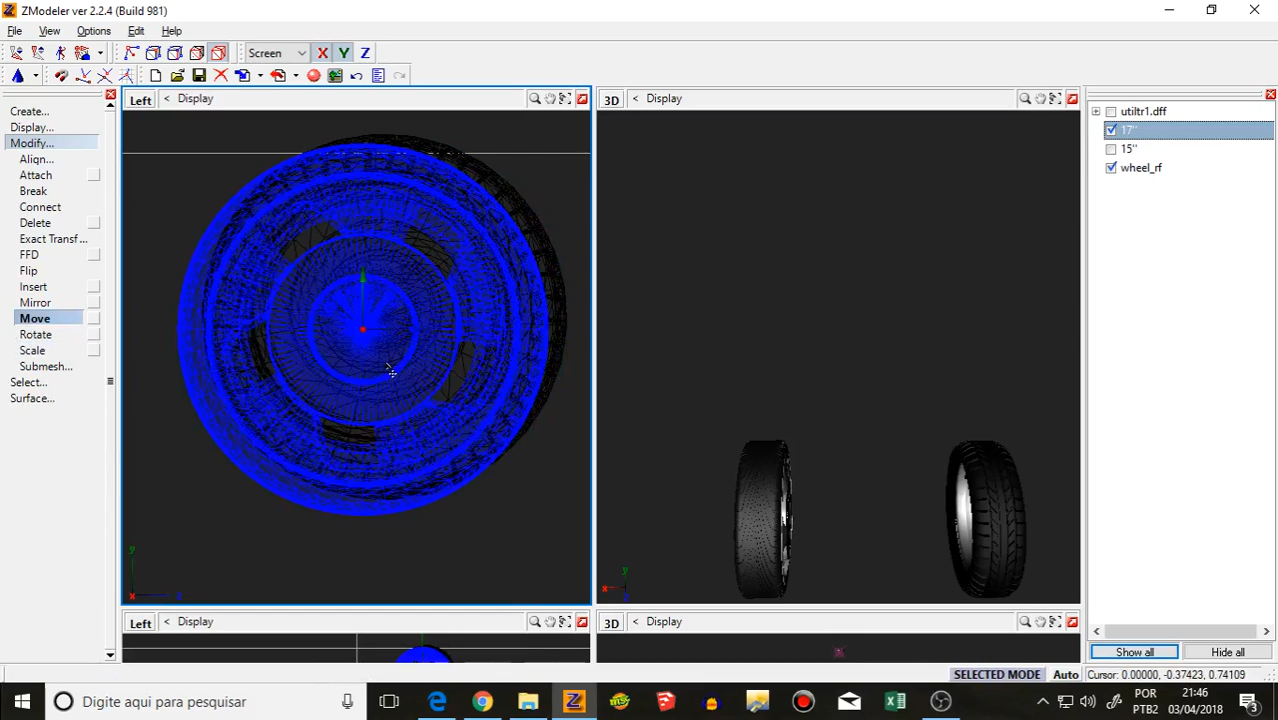 ZModeler ver 2.2.4 (Build 981)
File View Options Edit Help
Screen X Y Z
Create...
Display...
Modify...
Align...
Attach
Break
Connect
Delete
Exact Transf ...
FFD
Flip
Insert
Mirror
Move
Rotate
Scale
Submesh...
Select...
Surface...
Left < Display
y
x z
3D < Display
y
x z
Left < Display
3D < Display
utiltr1.dff
17"
15"
wheel_rf
Show all Hide all
SELECTED MODE Auto Cursor: 0.00000, -0.37423, 0.74109
Digite aqui para pesquisar
POR
PTB2
21:46
03/04/2018
3